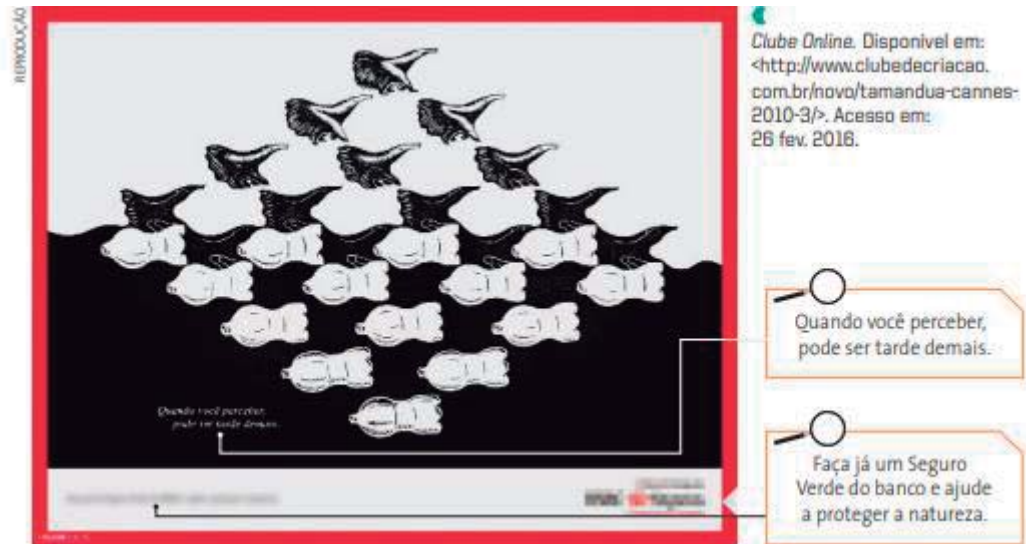 REPRODUÇÃO
Clube Online. Disponível em:
<http://www.clubedecriacao.
com.br/novo/tamandua-cannes-
2010-3/>. Acesso em:
26 fev. 2016.
Quando você perceber,
pode ser tarde demais.
Quando você perceber,
pode ser tarde demais.
Faça já um Seguro
Verde do banco e ajude
a proteger a natureza.